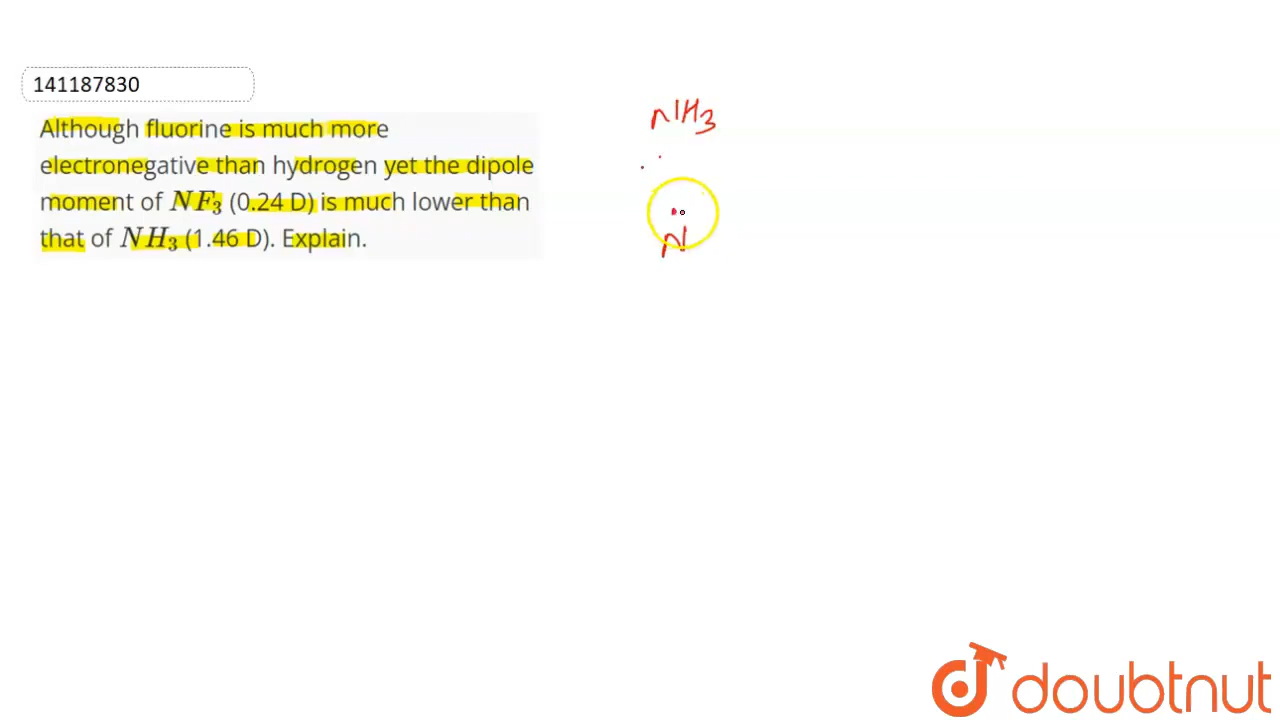 141187830
Although fluorine is much more
electronegative than hydrogen yet the dipole
moment of NF₃ (0.24 D) is much lower than
that of NH₃ (1.46 D). Explain.
NH₃
N
doubtnut